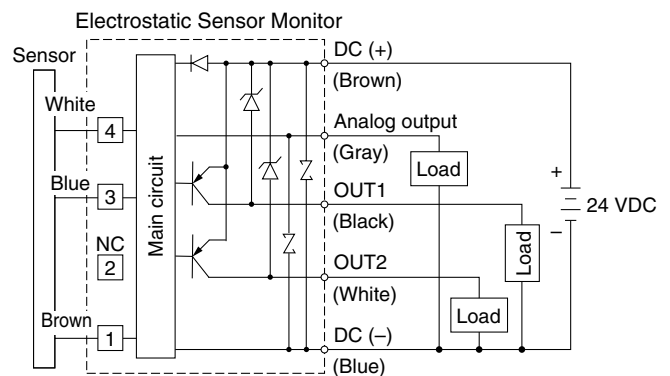 Electrostatic Sensor Monitor
Sensor
DC (+)
(Brown)
White
4
Analog output
(Gray)
Load
Main circuit
Blue
3
OUT1
(Black)
+
24 VDC
–
Load
NC
2
OUT2
(White)
Load
Brown
1
DC (–)
(Blue)